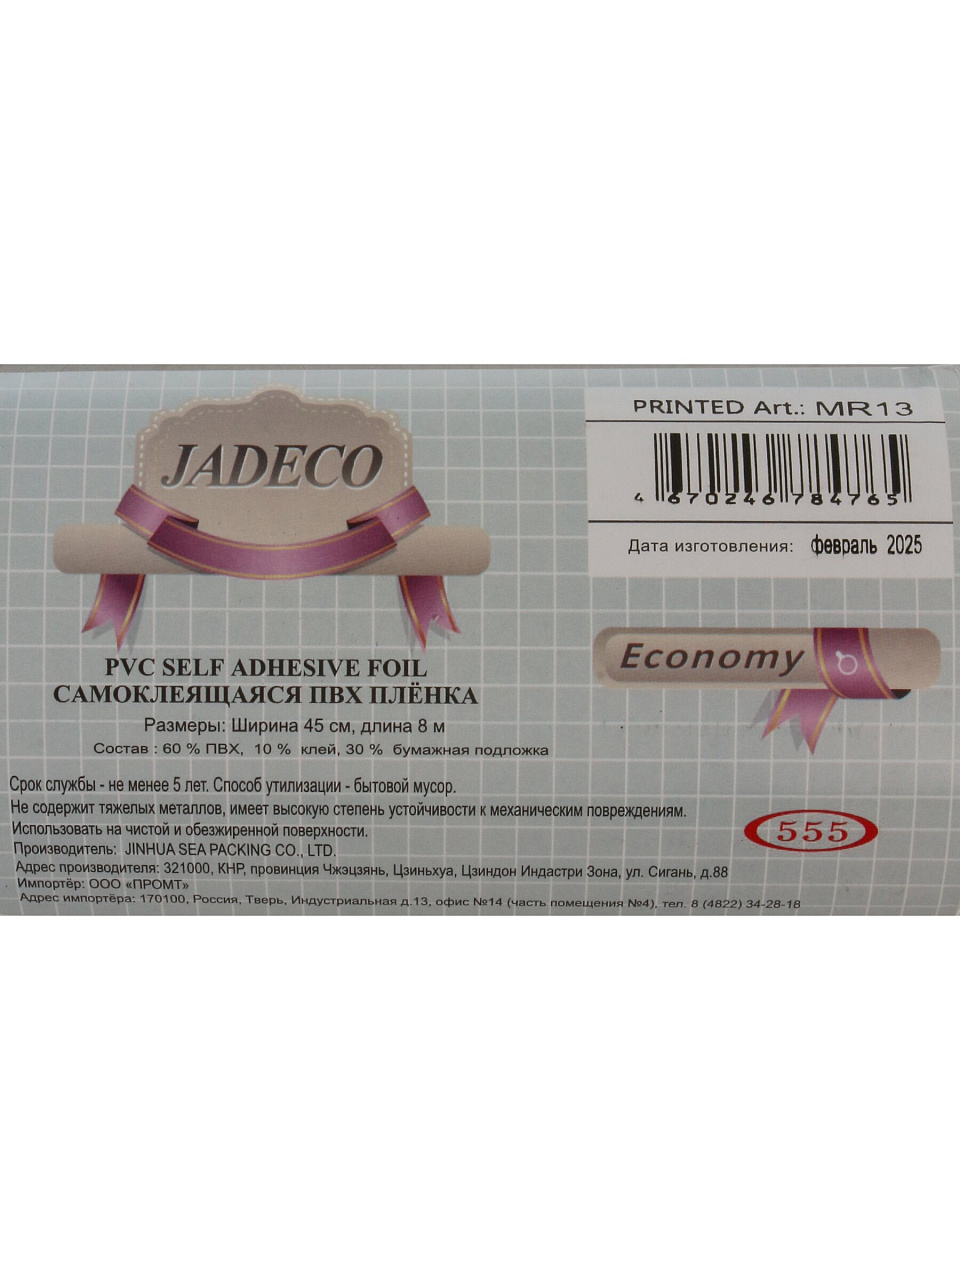 JADECO
PRINTED Art.: MR13
4 670246 784765
Дата изготовления: февраль 2025
Economy
PVC SELF ADHESIVE FOIL
САМОКЛЕЯЩАЯСЯ ПВХ ПЛЁНКА
Размеры: Ширина 45 см, длина 8 м
Состав : 60 % ПВХ, 10 % клей, 30 % бумажная подложка
Срок службы - не менее 5 лет. Способ утилизации - бытовой мусор.
Не содержит тяжелых металлов, имеет высокую степень устойчивости к механическим повреждениям.
Использовать на чистой и обезжиренной поверхности.
Производитель: JINHUA SEA PACKING CO., LTD.
Адрес производителя: 321000, КНР, провинция Чжэцзянь, Цзиньхуа, Цзиндон Индастри Зона, ул. Сигань, д.88
Импортёр: ООО «ПРОМТ»
Адрес импортёра: 170100, Россия, Тверь, Индустриальная д.13, офис №14 (часть помещения №4), тел. 8 (4822) 34-28-18
555